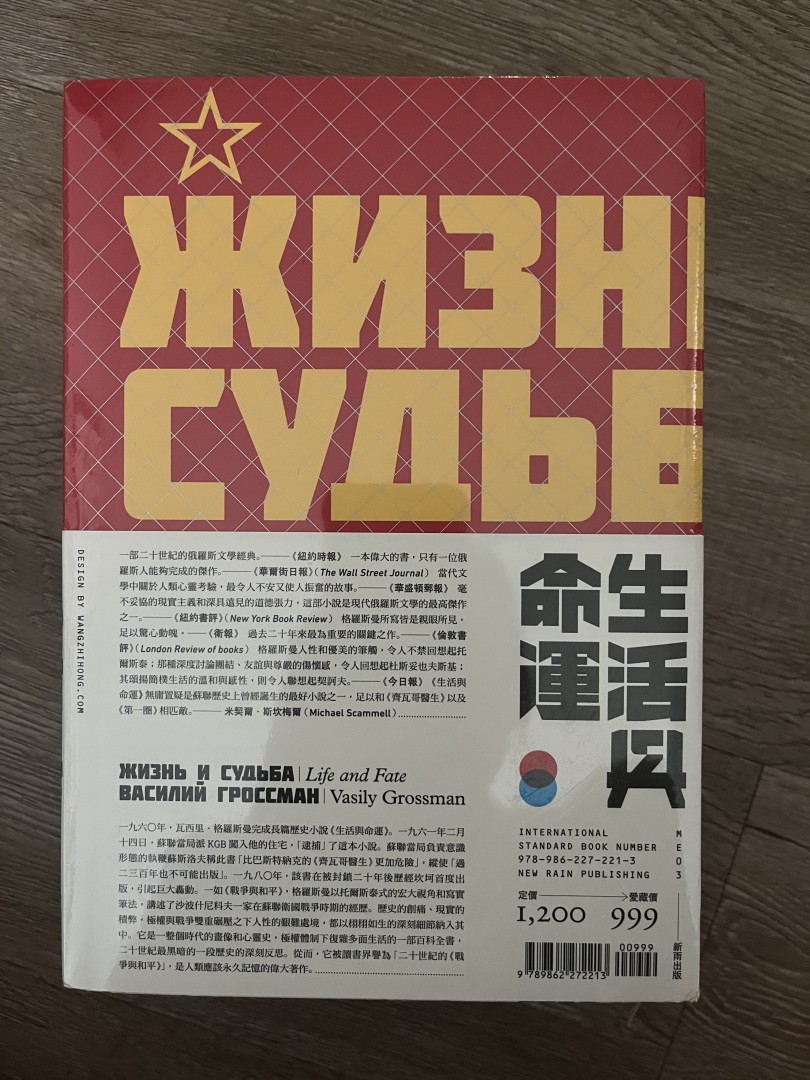 ЖИЗН
СУДЬБ
一部二十世紀的俄羅斯文學經典。———《紐約時報》 一本偉大的書，只有一位俄
羅斯人能夠完成的傑作。———《華爾街日報》(The Wall Street Journal) 當代文
學中關於人類心靈考驗，最令人不安又使人振奮的故事。———《華盛頓郵報》 毫
不妥協的現實主義和深具遠見的道德張力，這部小說是現代俄羅斯文學的最高傑作
之一。———《紐約書評》(New York Book Review) 格羅斯曼所寫皆是親眼所見，
足以驚心動魄，——《衛報》 過去二十年來最為重要的關鍵之作。———《倫敦書
評》(London Review of books) 格羅斯曼人性和優美的筆觸，令人不禁回想起托
爾斯泰；那種深度討論團結、友誼與尊嚴的傷懷感，令人回想起杜斯妥也夫斯基；
其頌揚簡樸生活的溫和與感性，則令人聯想起契訶夫。———《今日報》《生活與
命運》無庸置疑是蘇聯歷史上曾經誕生的最好小說之一，足以和《齊瓦哥醫生》以及
《第一圈》相匹敵。——— 米契爾·斯坎梅爾 (Michael Scammell)
生活與
命運
DESIGN BY WANGZHIHONG.COM
ЖИЗНЬ И СУДЬБА | Life and Fate
ВАСИЛИЙ ГРОССМАН | Vasily Grossman
一九六〇年，瓦西里·格羅斯曼完成長篇歷史小說《生活與命運》。一九六一年二月
十四日，蘇聯當局派 KGB 闖入他的住宅，「逮捕」了這本小說。蘇聯當局負責意識
形態的執鞭蘇斯洛夫稱此書「比巴斯特納克的《齊瓦哥醫生》更加危險」，縱使「過
二三百年也不可能出版」。一九八〇年，該書在被封鎖二十年後歷經坎坷首度出
版，引起巨大轟動。一如《戰爭與和平》，格羅斯曼以托爾斯泰式的宏大視角和寫實
筆法，講述了沙波什尼科夫一家在蘇聯衛國戰爭時期的經歷。歷史的創痛、現實的
積弊，極權與戰爭雙重碾壓之下人性的艱難處境，都以栩栩如生的深刻細節納入其
中。它是一整個時代的畫像和心靈史，極權體制下復雜多面生活的一部百科全書，
二十世紀最黑暗的一段歷史的深刻反思。從而，它被讀書界譽為「二十世紀的《戰
爭與和平》」，是人類應該永久記憶的偉大著作。
INTERNATIONAL
STANDARD BOOK NUMBER
978-986-227-221-3
NEW RAIN PUBLISHING
ME03
定價 → 愛藏價
1,200 999
新雨出版
00999
9 789862 272213